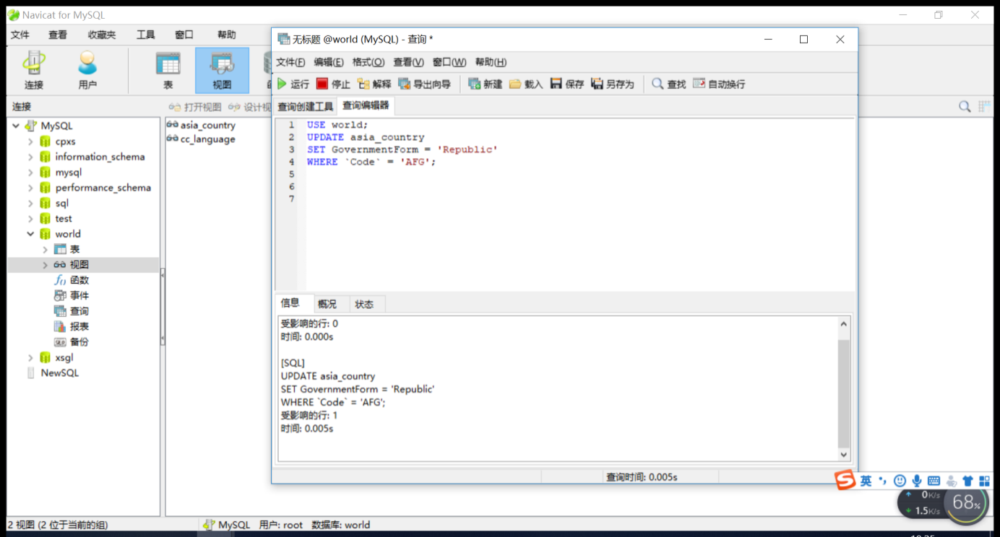 Navicat for MySQL
文件 查看 收藏夹 工具 窗口 帮助
连接 用户 表 视图
连接
打开视图 设计视
MySQL
cpxs
information_schema
mysql
performance_schema
sql
test
world
表
视图
函数
事件
查询
报表
备份
xsgl
NewSQL
asia_country
cc_language
无标题 @world (MySQL) - 查询 *
文件(F) 编辑(E) 格式(O) 查看(V) 窗口(W) 帮助(H)
运行 停止 解释 导出向导 新建 载入 保存 另存为 查找 自动换行
查询创建工具 查询编辑器
1 USE world;
2 UPDATE asia_country
3 SET GovernmentForm = 'Republic'
4 WHERE `Code` = 'AFG';
5
6
7
信息 概况 状态
受影响的行: 0
时间: 0.000s
[SQL]
UPDATE asia_country
SET GovernmentForm = 'Republic'
WHERE `Code` = 'AFG';
受影响的行: 1
时间: 0.005s
查询时间: 0.005s
英
0K/s
1.5K/s
68%
2 视图 (2 位于当前的组) MySQL 用户: root 数据库: world